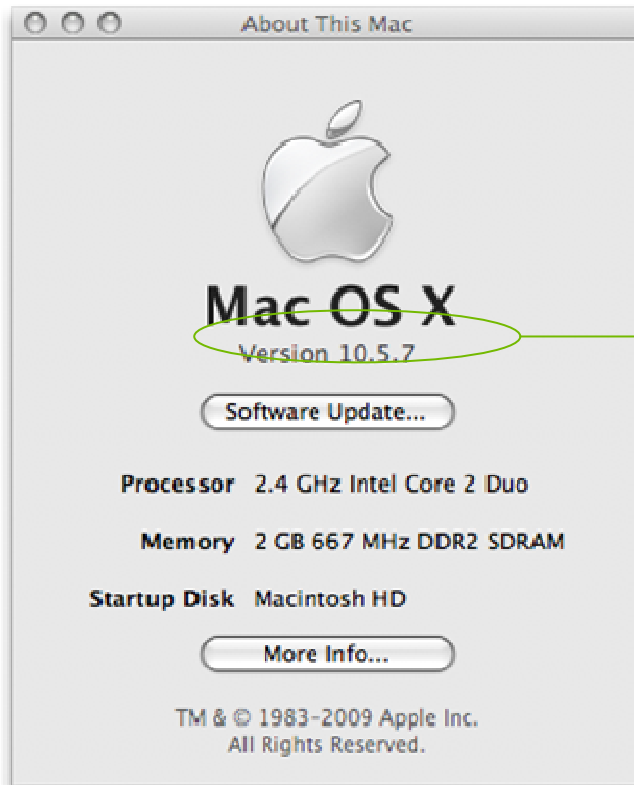 About This Mac
Mac OS X
Version 10.5.7
Software Update...
Processor 2.4 GHz Intel Core 2 Duo
Memory 2 GB 667 MHz DDR2 SDRAM
Startup Disk Macintosh HD
More Info...
TM & © 1983-2009 Apple Inc.
All Rights Reserved.